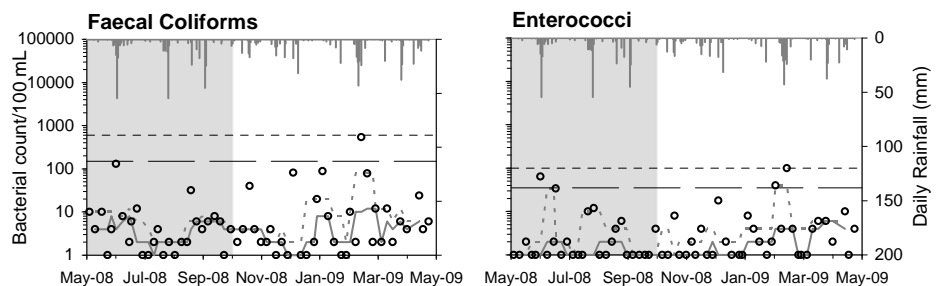 Faecal Coliforms
Enterococci
Bacterial count/100 mL
100000
10000
1000
100
10
1
May-08 Jul-08 Sep-08 Nov-08 Jan-09 Mar-09 May-09
May-08 Jul-08 Sep-08 Nov-08 Jan-09 Mar-09 May-09
0
50
100
150
200
Daily Rainfall (mm)